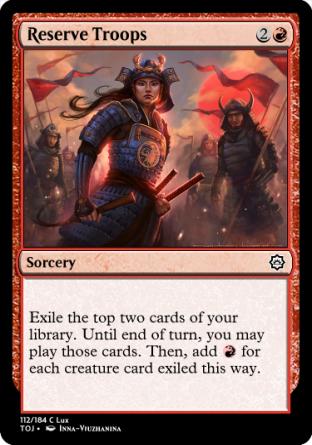 Reserve Troops 2
Sorcery
Exile the top two cards of your
library. Until end of turn, you may
play those cards. Then, add for
each creature card exiled this way.
112/184 C Lux
TOJ • Inna-Vjuzhanina